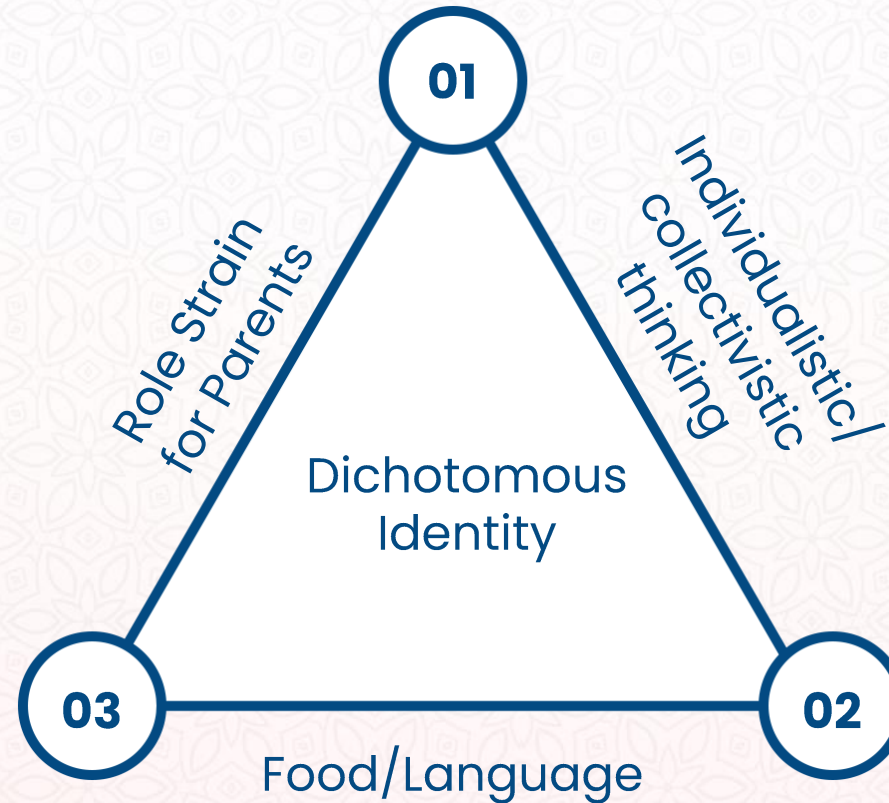 01
Individualistic/
collectivistic
thinking
Role Strain
for Parents
Dichotomous
Identity
03
02
Food/Language